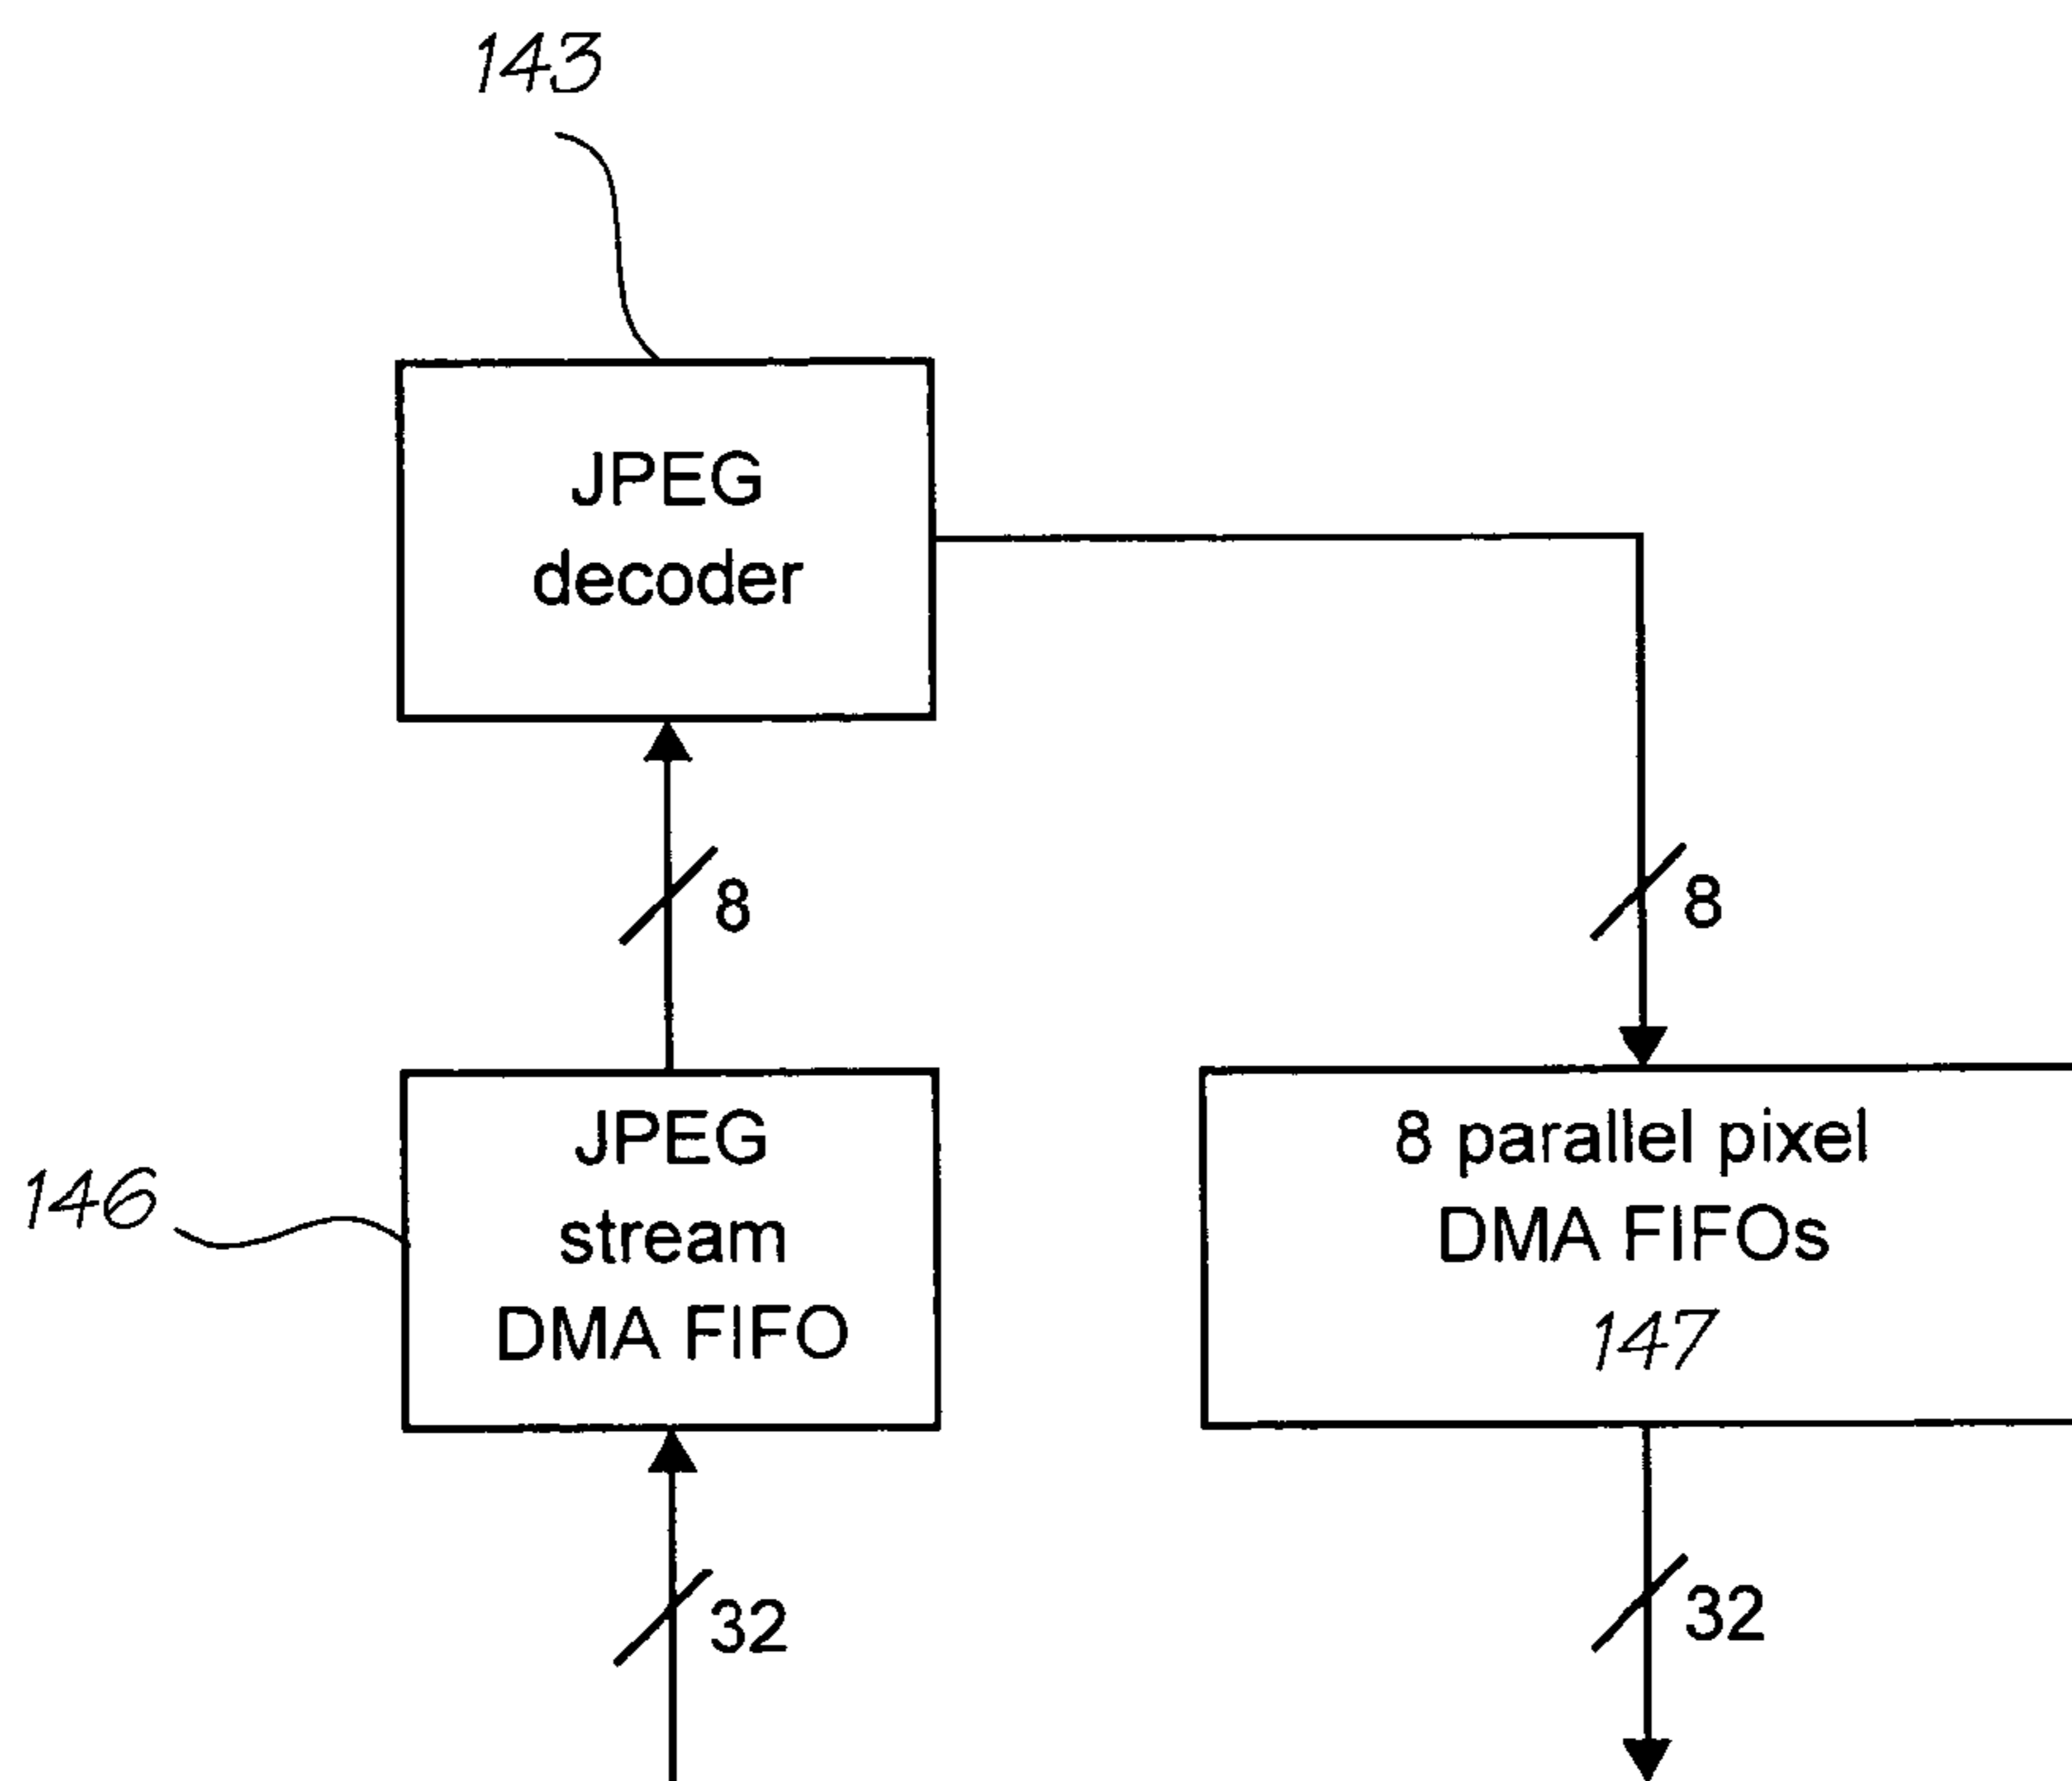 143
JPEG
decoder
8
8
JPEG
stream
DMA FIFO
146
8 parallel pixel
DMA FIFOs
147
32
32